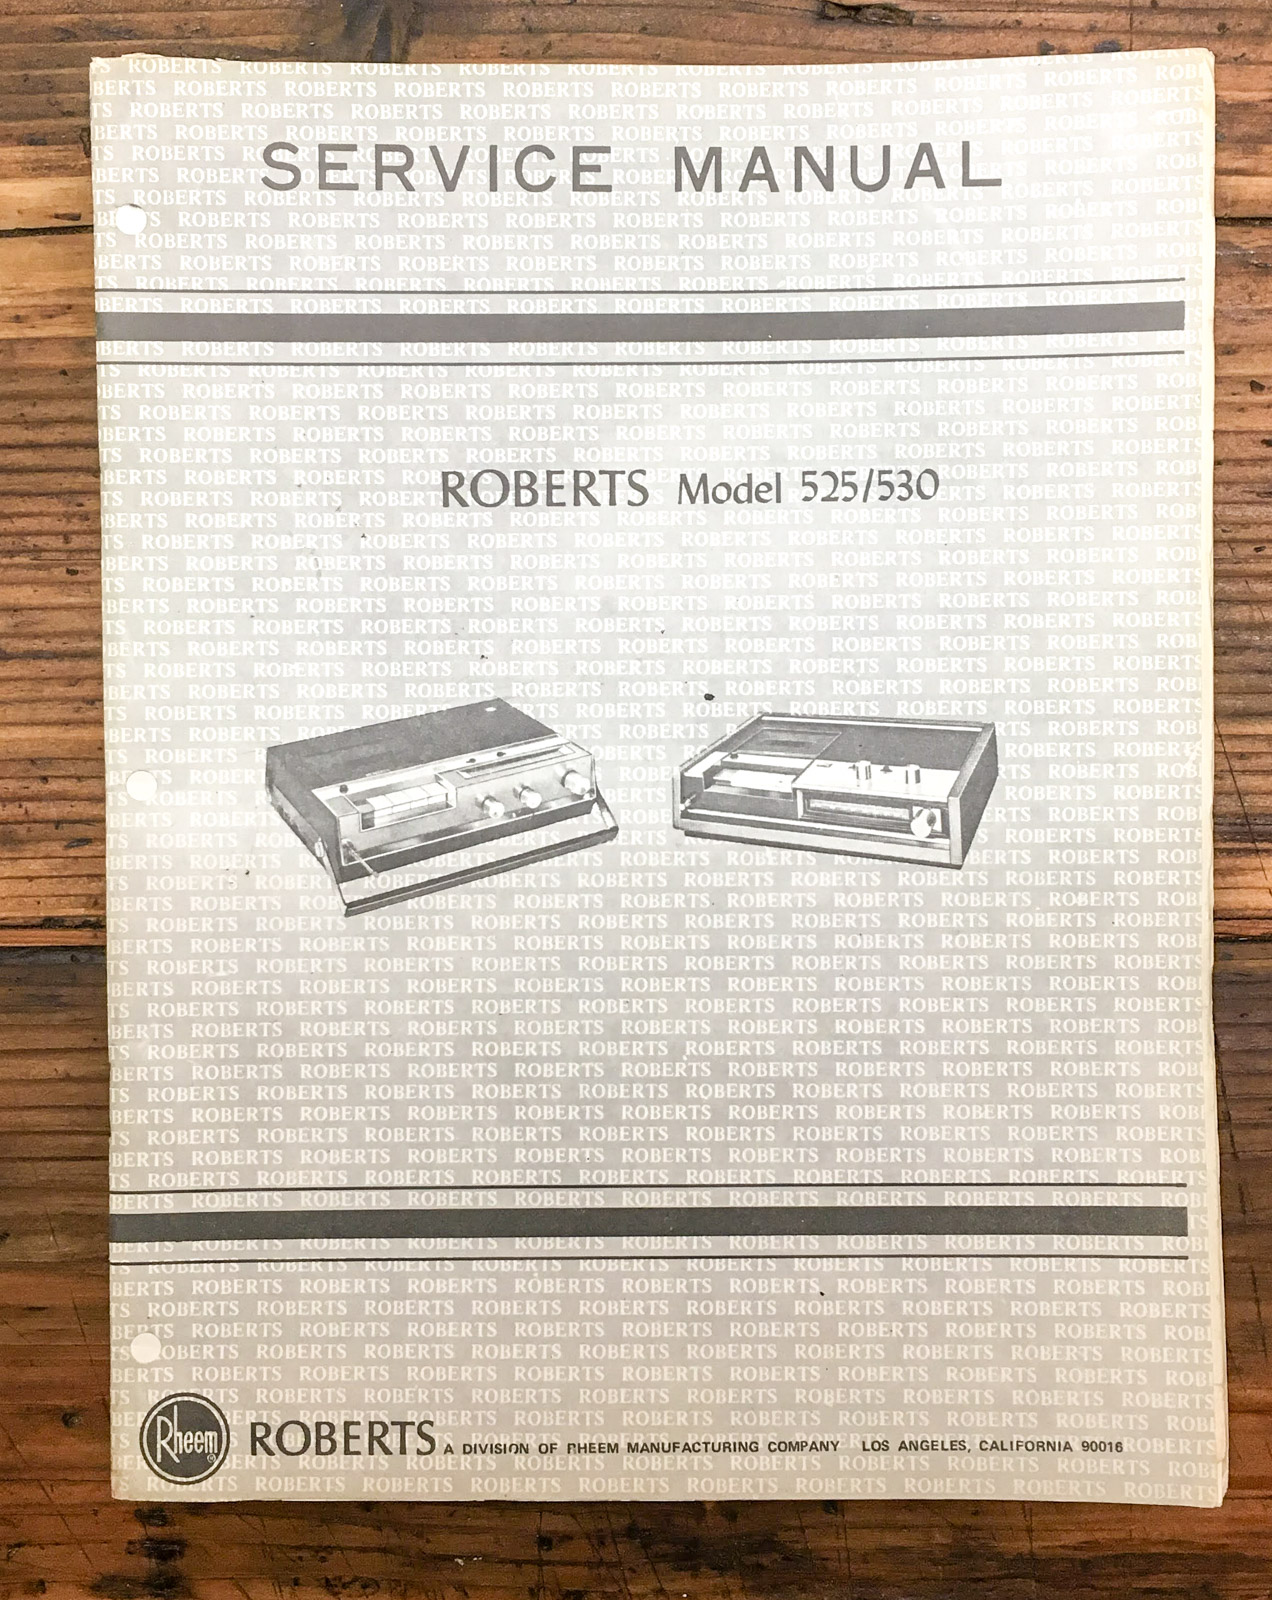 SERVICE MANUAL
ROBERTS Model 525/530
Rheem
ROBERTS A DIVISION OF RHEEM MANUFACTURING COMPANY LOS ANGELES, CALIFORNIA 90016